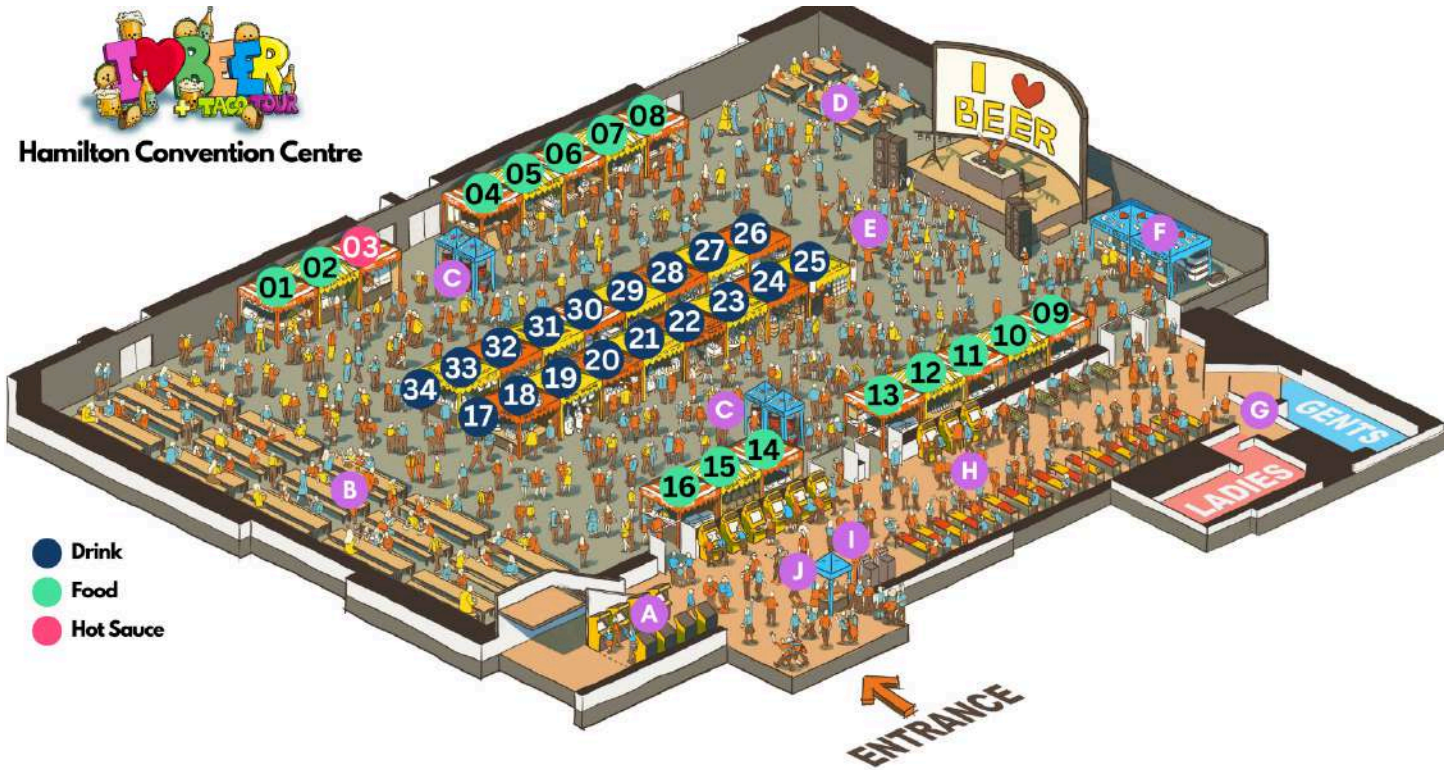 I ♥ BEER
+ TACO TOUR
Hamilton Convention Centre
I ♥
BEER
D
08
07
06
05
04
03
02
01
C
E
F
26
27
28
29
30
31
32
33
34
25
24
23
22
21
20
19
18
17
09
10
11
12
13
C
14
15
16
B
H
G
GENTS
LADIES
I
J
A
Drink
Food
Hot Sauce
ENTRANCE